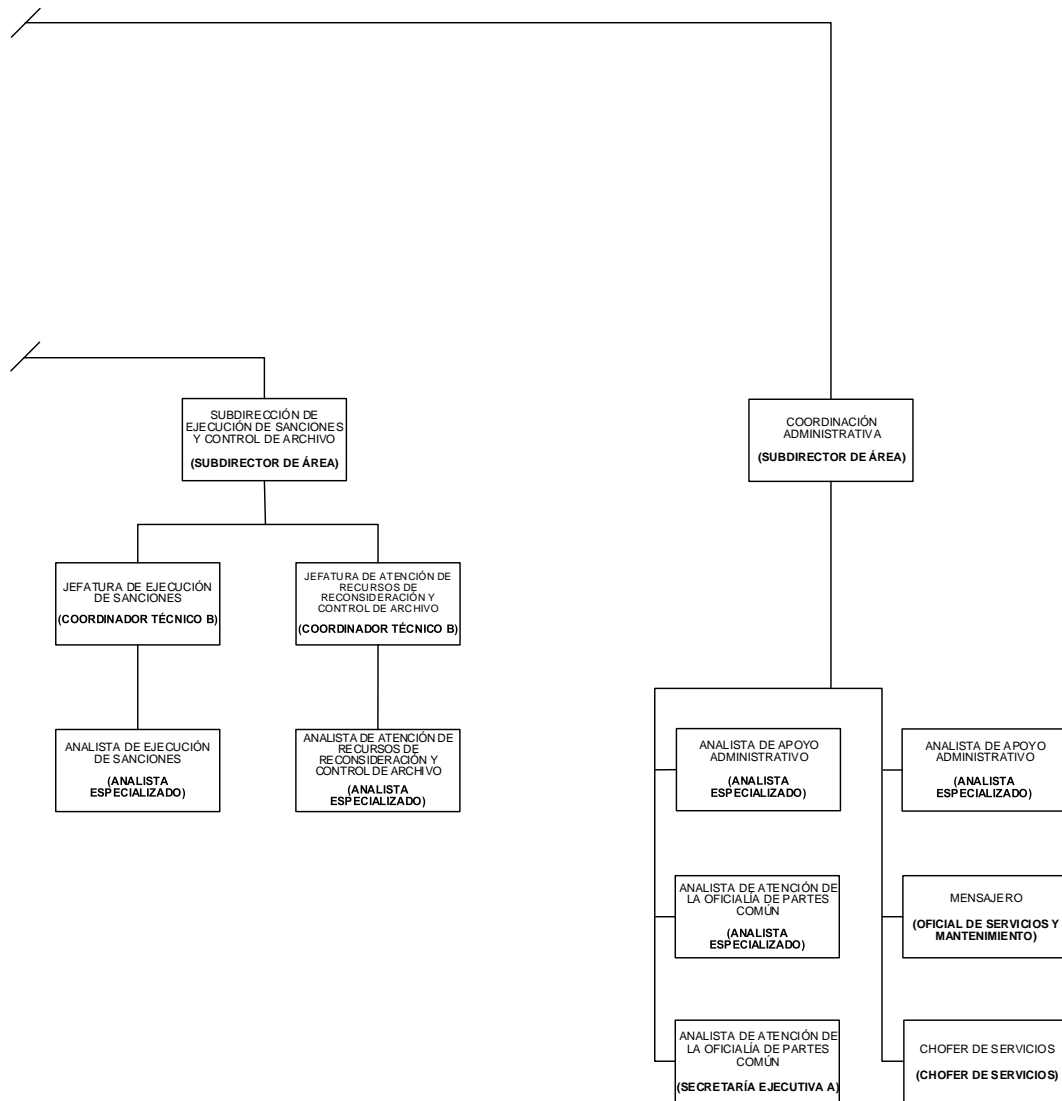 SUBDIRECCIÓN DE
EJECUCIÓN DE SANCIONES
Y CONTROL DE ARCHIVO
(SUBDIRECTOR DE ÁREA)
COORDINACIÓN
ADMINISTRATIVA
(SUBDIRECTOR DE ÁREA)
JEFATURA DE EJECUCIÓN
DE SANCIONES
(COORDINADOR TÉCNICO B)
JEFATURA DE ATENCIÓN DE
RECURSOS DE
RECONSIDERACIÓN Y
CONTROL DE ARCHIVO
(COORDINADOR TÉCNICO B)
ANALISTA DE EJECUCIÓN
DE SANCIONES
(ANALISTA
ESPECIALIZADO)
ANALISTA DE ATENCIÓN DE
RECURSOS DE
RECONSIDERACIÓN Y
CONTROL DE ARCHIVO
(ANALISTA
ESPECIALIZADO)
ANALISTA DE APOYO
ADMINISTRATIVO
(ANALISTA
ESPECIALIZADO)
ANALISTA DE APOYO
ADMINISTRATIVO
(ANALISTA
ESPECIALIZADO)
ANALISTA DE ATENCIÓN DE
LA OFICIALÍA DE PARTES
COMÚN
(ANALISTA
ESPECIALIZADO)
MENSAJERO
(OFICIAL DE SERVICIOS Y
MANTENIMIENTO)
ANALISTA DE ATENCIÓN DE
LA OFICIALÍA DE PARTES
COMÚN
(SECRETARÍA EJECUTIVA A)
CHOFER DE SERVICIOS
(CHOFER DE SERVICIOS)